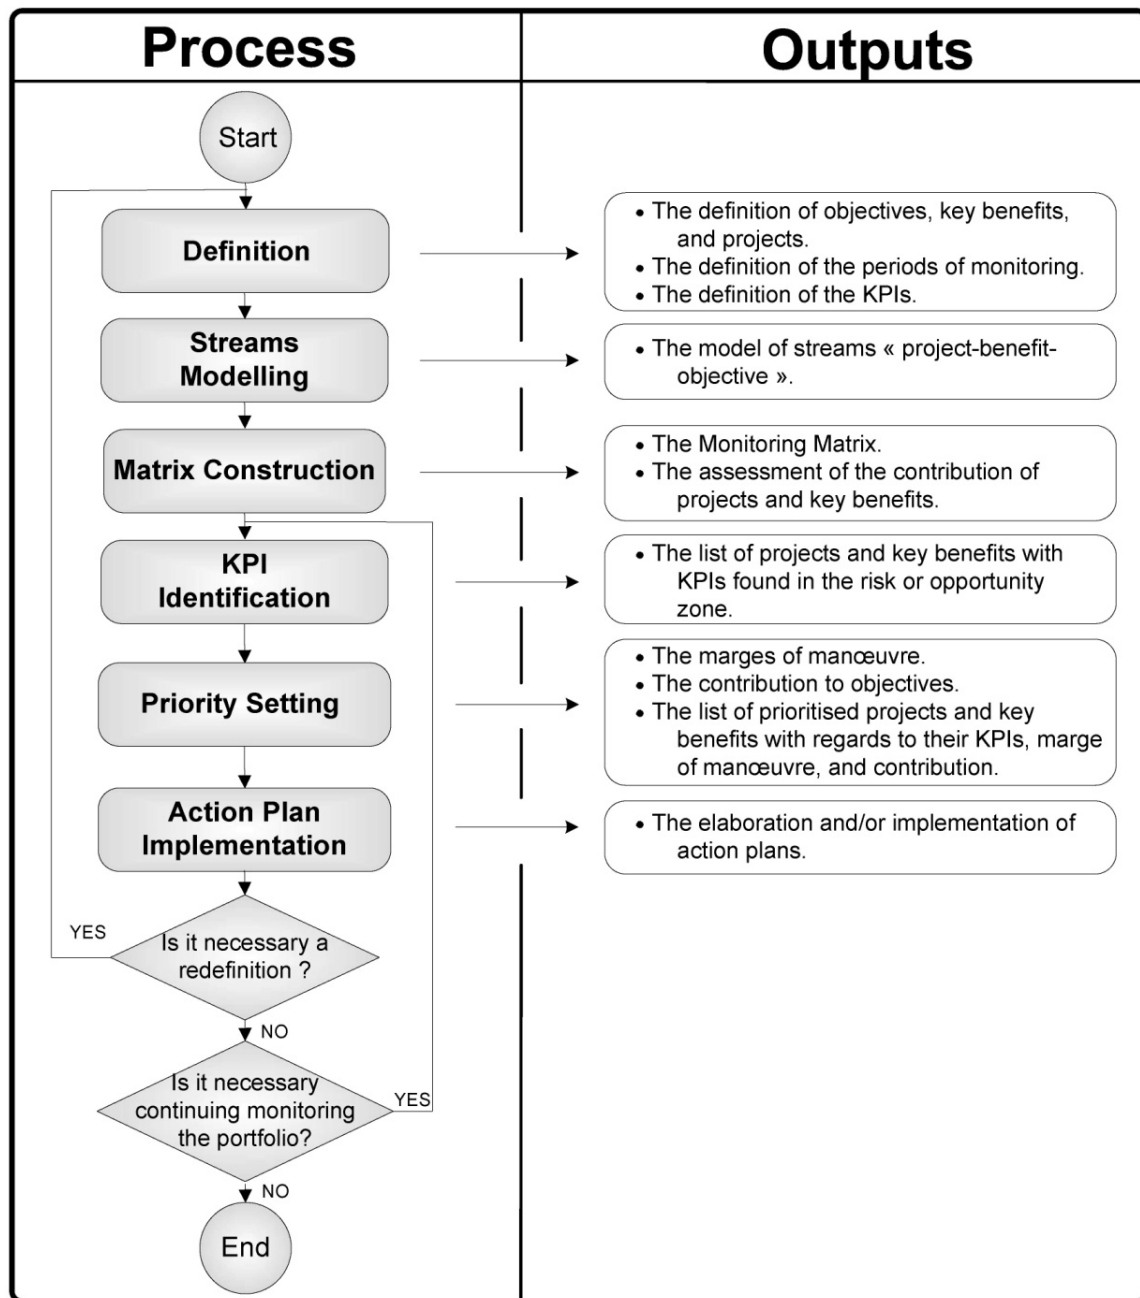 Process
Outputs
Start
Definition
• The definition of objectives, key benefits,
and projects.
• The definition of the periods of monitoring.
• The definition of the KPIs.
Streams
Modelling
• The model of streams « project-benefit-
objective ».
Matrix Construction
• The Monitoring Matrix.
• The assessment of the contribution of
projects and key benefits.
KPI
Identification
• The list of projects and key benefits with
KPIs found in the risk or opportunity
zone.
Priority Setting
• The marges of manœuvre.
• The contribution to objectives.
• The list of prioritised projects and key
benefits with regards to their KPIs, marge
of manœuvre, and contribution.
Action Plan
Implementation
• The elaboration and/or implementation of
action plans.
YES
Is it necessary a
redefinition ?
NO
Is it necessary
continuing monitoring
the portfolio?
YES
NO
End